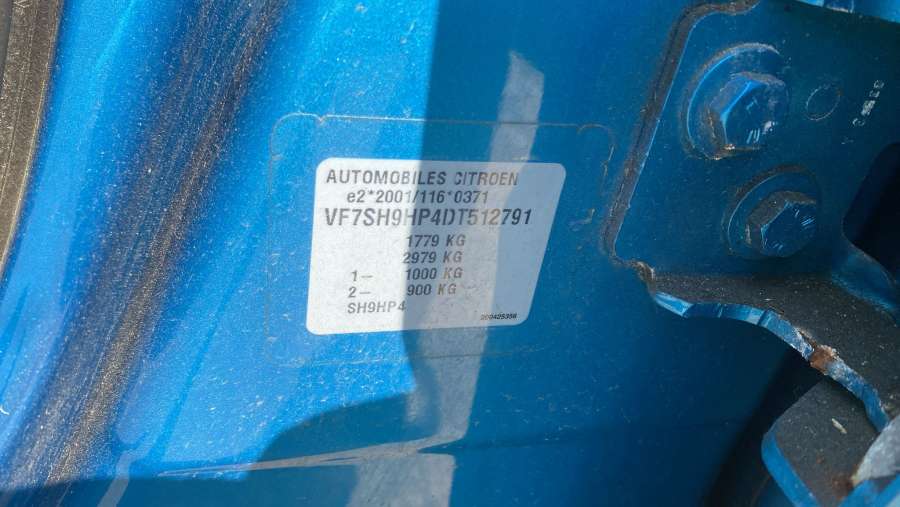 AUTOMOBILES CITROEN
e2*2001/116*0371
VF7SH9HP4DT512791
1779 KG
2979 KG
1- 1000 KG
2- 900 KG
SH9HP4